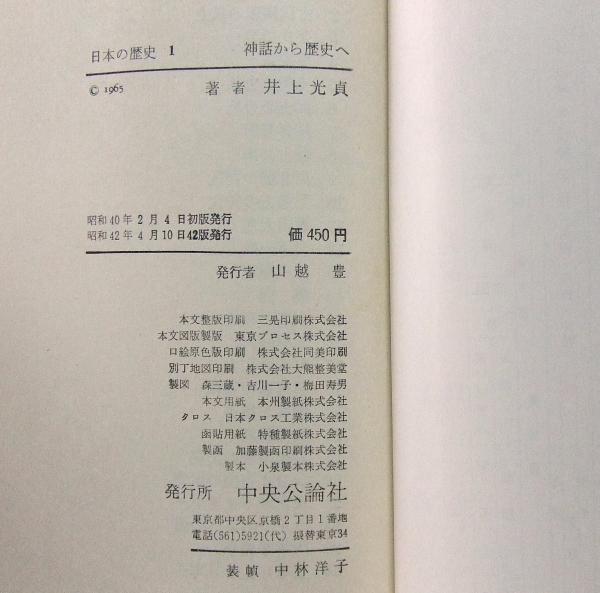 日本の歴史 1 神話から歴史へ
© 1965 著者 井上光貞
昭和40年2月4日初版発行
昭和42年4月10日42版発行 価450円
発行者 山越 豊
本文整版印刷 三晃印刷株式会社
本文図版製版 東京プロセス株式会社
口絵原色版印刷 株式会社同美印刷
別丁地図印刷 株式会社大熊整美堂
製図 森三蔵・吉川一子・梅田寿男
本文用紙 本州製紙株式会社
クロス 日本クロス工業株式会社
函貼用紙 特種製紙株式会社
製函 加藤製函印刷株式会社
製本 小泉製本株式会社
発行所 中央公論社
東京都中央区京橋2丁目1番地
電話(561)5921(代) 振替東京34
装幀 中林洋子